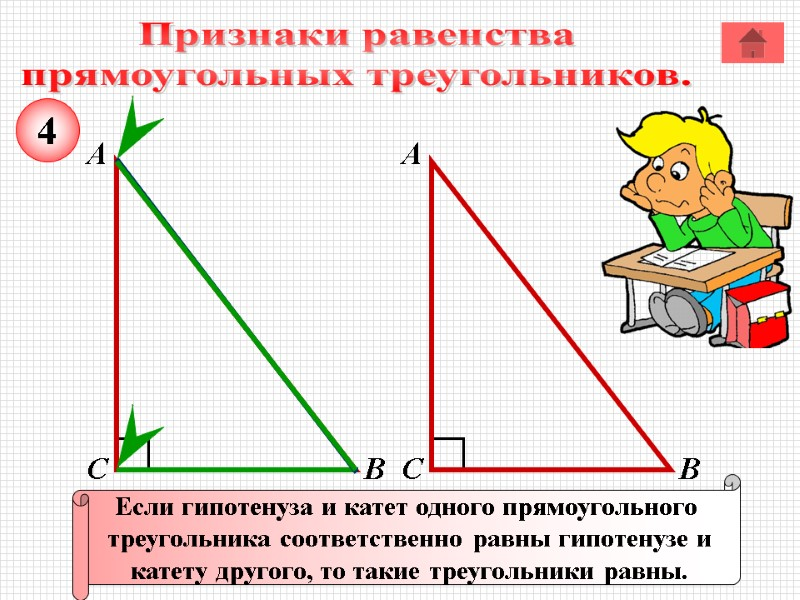 Признаки равенства
прямоугольных треугольников.
4
A
A
C
B
C
B
Если гипотенуза и катет одного прямоугольного
треугольника соответственно равны гипотенузе и
катету другого, то такие треугольники равны.